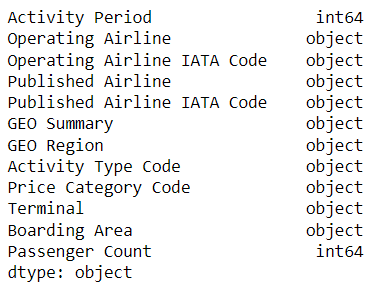 Activity Period int64
Operating Airline object
Operating Airline IATA Code object
Published Airline object
Published Airline IATA Code object
GEO Summary object
GEO Region object
Activity Type Code object
Price Category Code object
Terminal object
Boarding Area object
Passenger Count int64
dtype: object